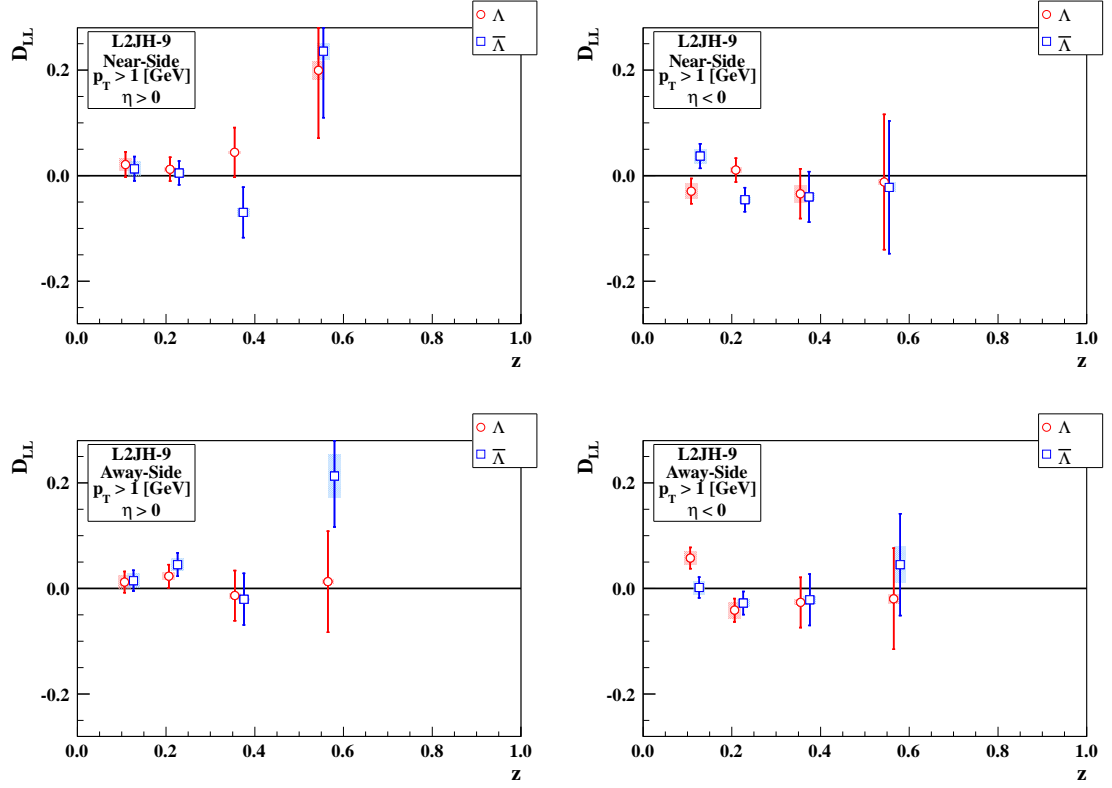 Λ
Λ̅
D_LL
L2JH-9
Near-Side
p_T > 1 [GeV]
η > 0
0.2
0.0
-0.2
0.0 0.2 0.4 0.6 0.8 1.0
z
Λ
Λ̅
D_LL
L2JH-9
Near-Side
p_T > 1 [GeV]
η < 0
0.2
0.0
-0.2
0.0 0.2 0.4 0.6 0.8 1.0
z
Λ
Λ̅
D_LL
L2JH-9
Away-Side
p_T > 1 [GeV]
η > 0
0.2
0.0
-0.2
0.0 0.2 0.4 0.6 0.8 1.0
z
Λ
Λ̅
D_LL
L2JH-9
Away-Side
p_T > 1 [GeV]
η < 0
0.2
0.0
-0.2
0.0 0.2 0.4 0.6 0.8 1.0
z